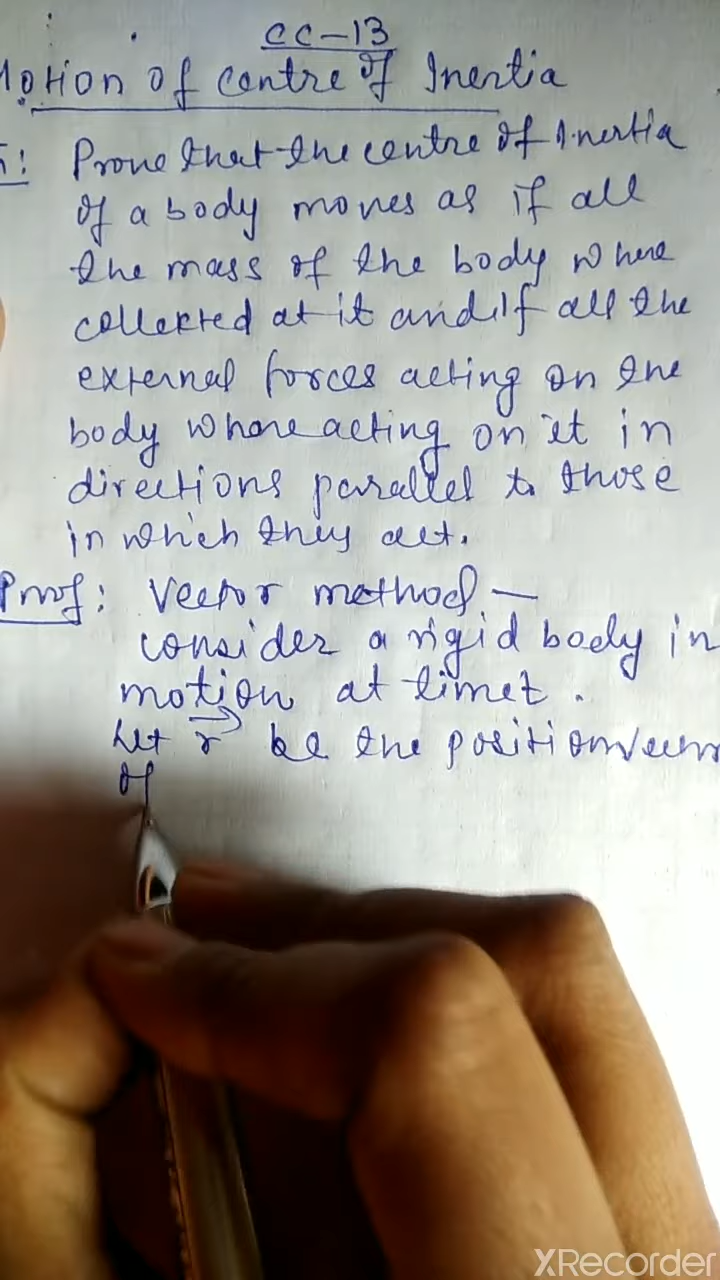 CC-13
Motion of centre of Inertia
Prove that the centre of Inertia
of a body moves as if all
the mass of the body where
collected at it and if all the
external forces acting on the
body where acting on it in
directions parallel to those
in which they act.
Proof: Vector method —
consider a rigid body in
motion at time t.
Let r⃗ be the position vector
of
XRecorder